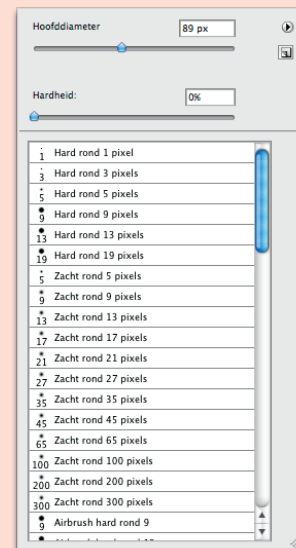 Hoofddiameter 89 px
Hardheid: 0%
1 Hard rond 1 pixel
3 Hard rond 3 pixels
5 Hard rond 5 pixels
9 Hard rond 9 pixels
13 Hard rond 13 pixels
19 Hard rond 19 pixels
5 Zacht rond 5 pixels
9 Zacht rond 9 pixels
13 Zacht rond 13 pixels
17 Zacht rond 17 pixels
21 Zacht rond 21 pixels
27 Zacht rond 27 pixels
35 Zacht rond 35 pixels
45 Zacht rond 45 pixels
65 Zacht rond 65 pixels
100 Zacht rond 100 pixels
200 Zacht rond 200 pixels
300 Zacht rond 300 pixels
9 Airbrush hard rond 9